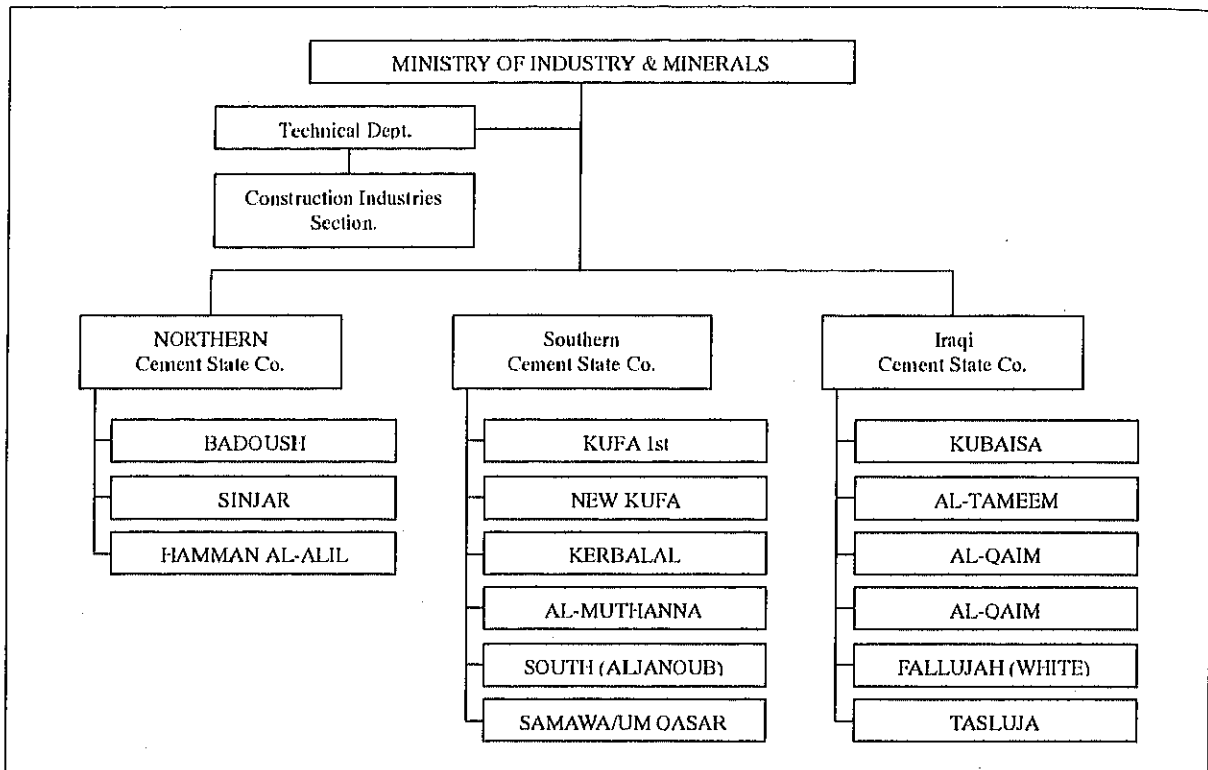 MINISTRY OF INDUSTRY & MINERALS
Technical Dept.
Construction Industries
Section.
NORTHERN
Cement State Co.
BADOUSH
SINJAR
HAMMAN AL-ALIL
Southern
Cement State Co.
KUFA 1st
NEW KUFA
KERBALAL
AL-MUTHANNA
SOUTH (ALJANOUB)
SAMAWA/UM QASAR
Iraqi
Cement State Co.
KUBAISA
AL-TAMEEM
AL-QAIM
AL-QAIM
FALLUJAH (WHITE)
TASLUJA